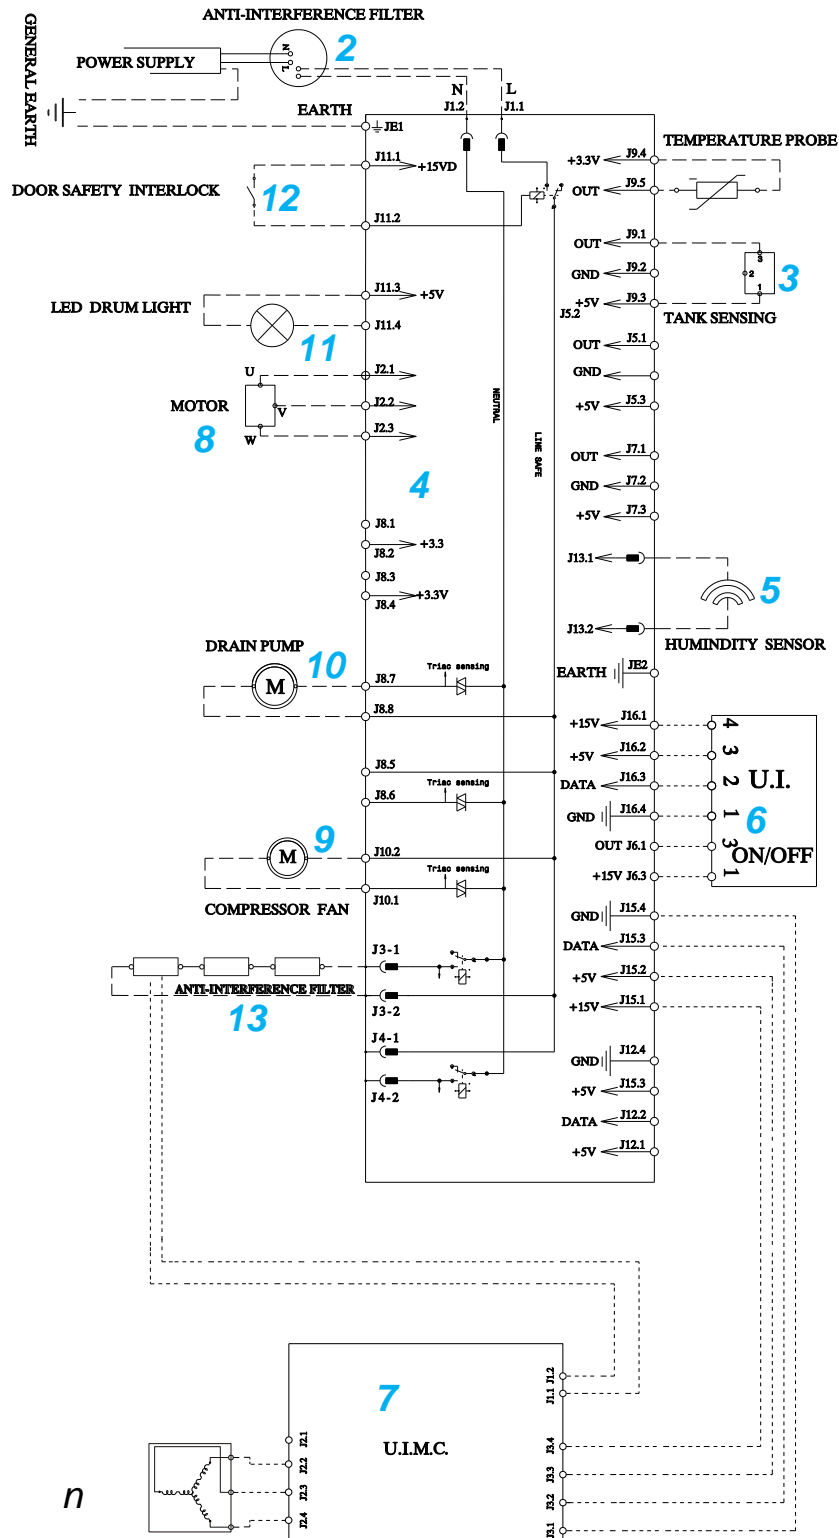 ANTI-INTERFERENCE FILTER
2
GENERAL EARTH
POWER SUPPLY
N
L
N
L
J1.2
J1.1
EARTH
JE1
J11.1
+15VD
DOOR SAFETY INTERLOCK
12
J11.2
TEMPERATURE PROBE
+3.3V
J9.4
OUT
J9.5
OUT
J9.1
3
GND
J9.2
2
3
+5V
J9.3
1
J5.2
TANK SENSING
J11.3
+5V
LED DRUM LIGHT
J11.4
11
OUT
J5.1
GND
+5V
J5.3
U
J2.1
MOTOR
V
J2.2
W
J2.3
8
NEUTRAL
LINE SAFE
OUT
J7.1
GND
J7.2
+5V
J7.3
4
J8.1
+3.3
J8.2
J8.3
+3.3V
J8.4
J13.1
5
J13.2
HUMINDITY SENSOR
DRAIN PUMP
10
M
J8.7
Triac sensing
J8.8
EARTH
JE2
+15V
J16.1
4
+5V
J16.2
3
DATA
J16.3
2
U.I.
GND
J16.4
1
6
OUT J6.1
3
ON/OFF
+15V J6.3
1
J8.5
J8.6
Triac sensing
9
M
J10.2
J10.1
Triac sensing
COMPRESSOR FAN
GND
J15.4
DATA
J15.3
+5V
J15.2
+15V
J15.1
J3-1
ANTI-INTERFERENCE FILTER
13
J3-2
J4-1
J4-2
GND
J12.4
+5V
J15.3
DATA
J12.2
+5V
J12.1
7
U.I.M.C.
J1.2
J1.1
J3.4
J3.3
J3.2
J3.1
J2.1
J2.2
J2.3
J2.4
n